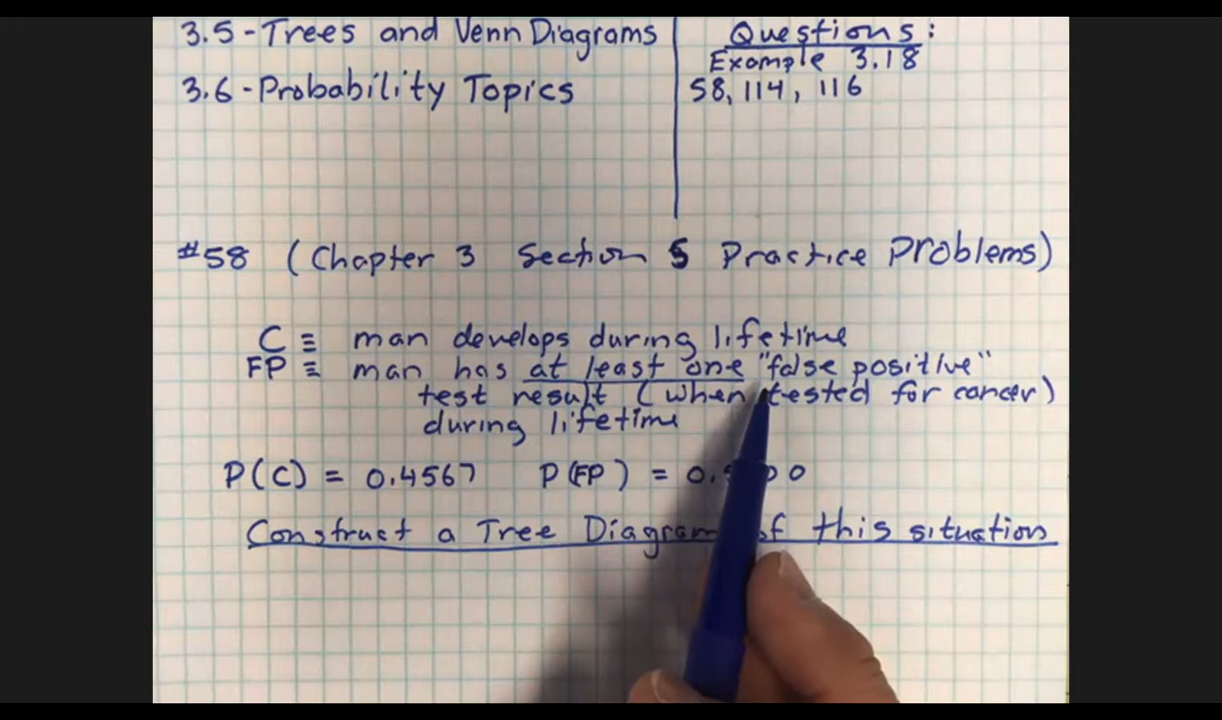 3.5-Trees and Venn Diagrams
3.6-Probability Topics
Questions:
Example 3.18
58, 114, 116
#58 (Chapter 3 Section 5 Practice Problems)
C ≡ man develops during lifetime
FP ≡ man has at least one "false positive"
test result (when tested for cancer)
during lifetime
P(C) = 0.4567 P(FP) = 0.
Construct a Tree Diagram of this situation